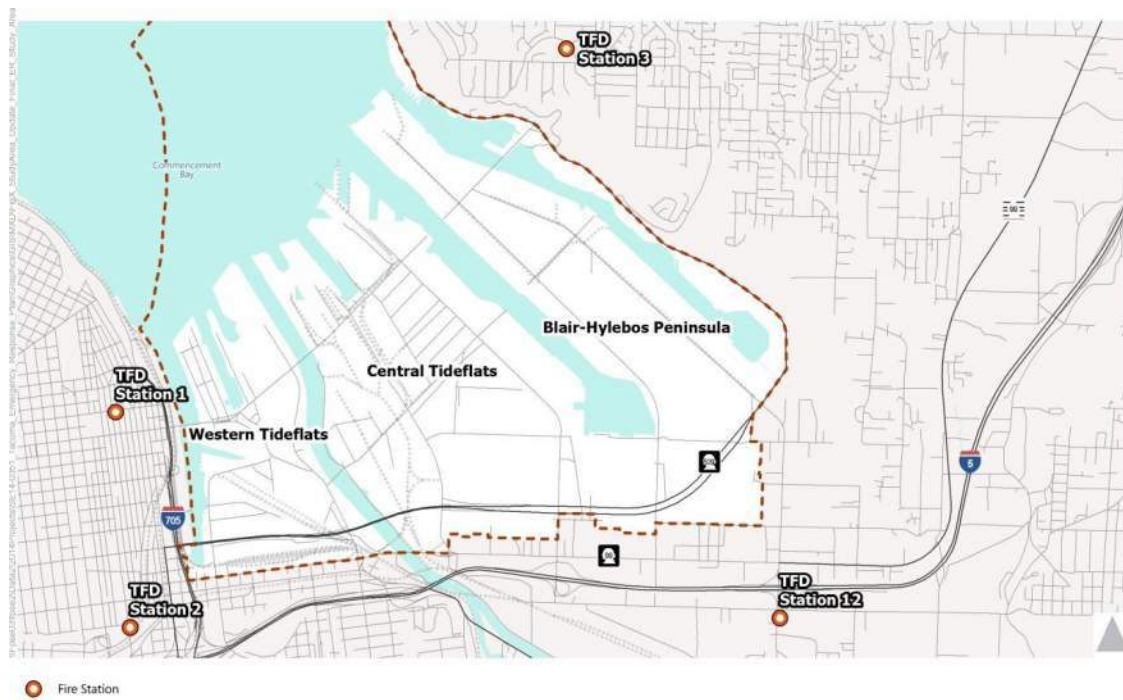 TFD
Station 3
Commencement
Bay
99
Blair-Hylebos Peninsula
Central Tideflats
TFD
Station 1
Western Tideflats
5
705
TFD
Station 12
TFD
Station 2
Fire Station